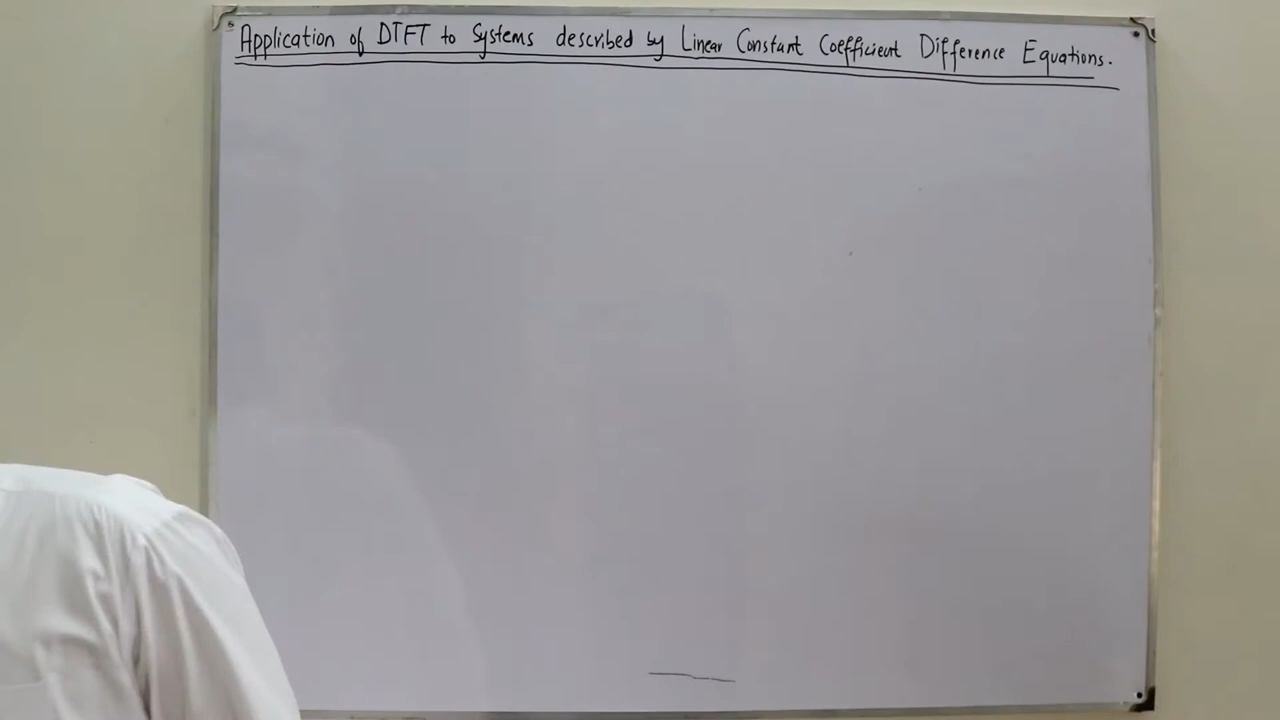 Application of DTFT to Systems described by Linear Constant Coefficient Difference Equations.